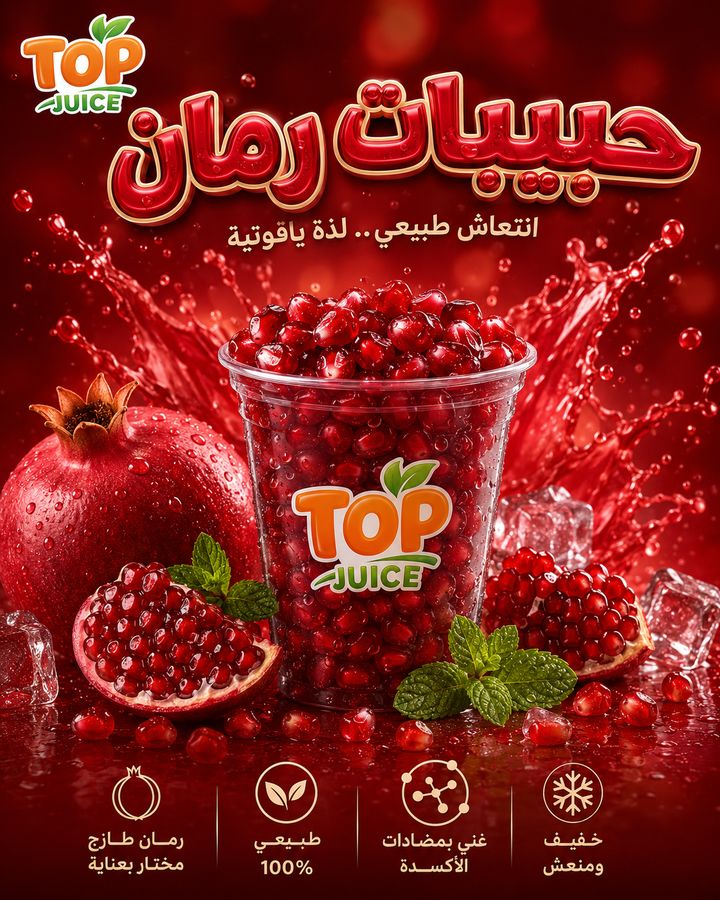 TOP
JUICE
حبيبات رمان
انتعاش طبيعي.. لذة ياقوتية
TOP
JUICE
خفيف
ومنعش
غني بمضادات
الأكسدة
طبيعي
100%
رمان طازج
مختار بعناية